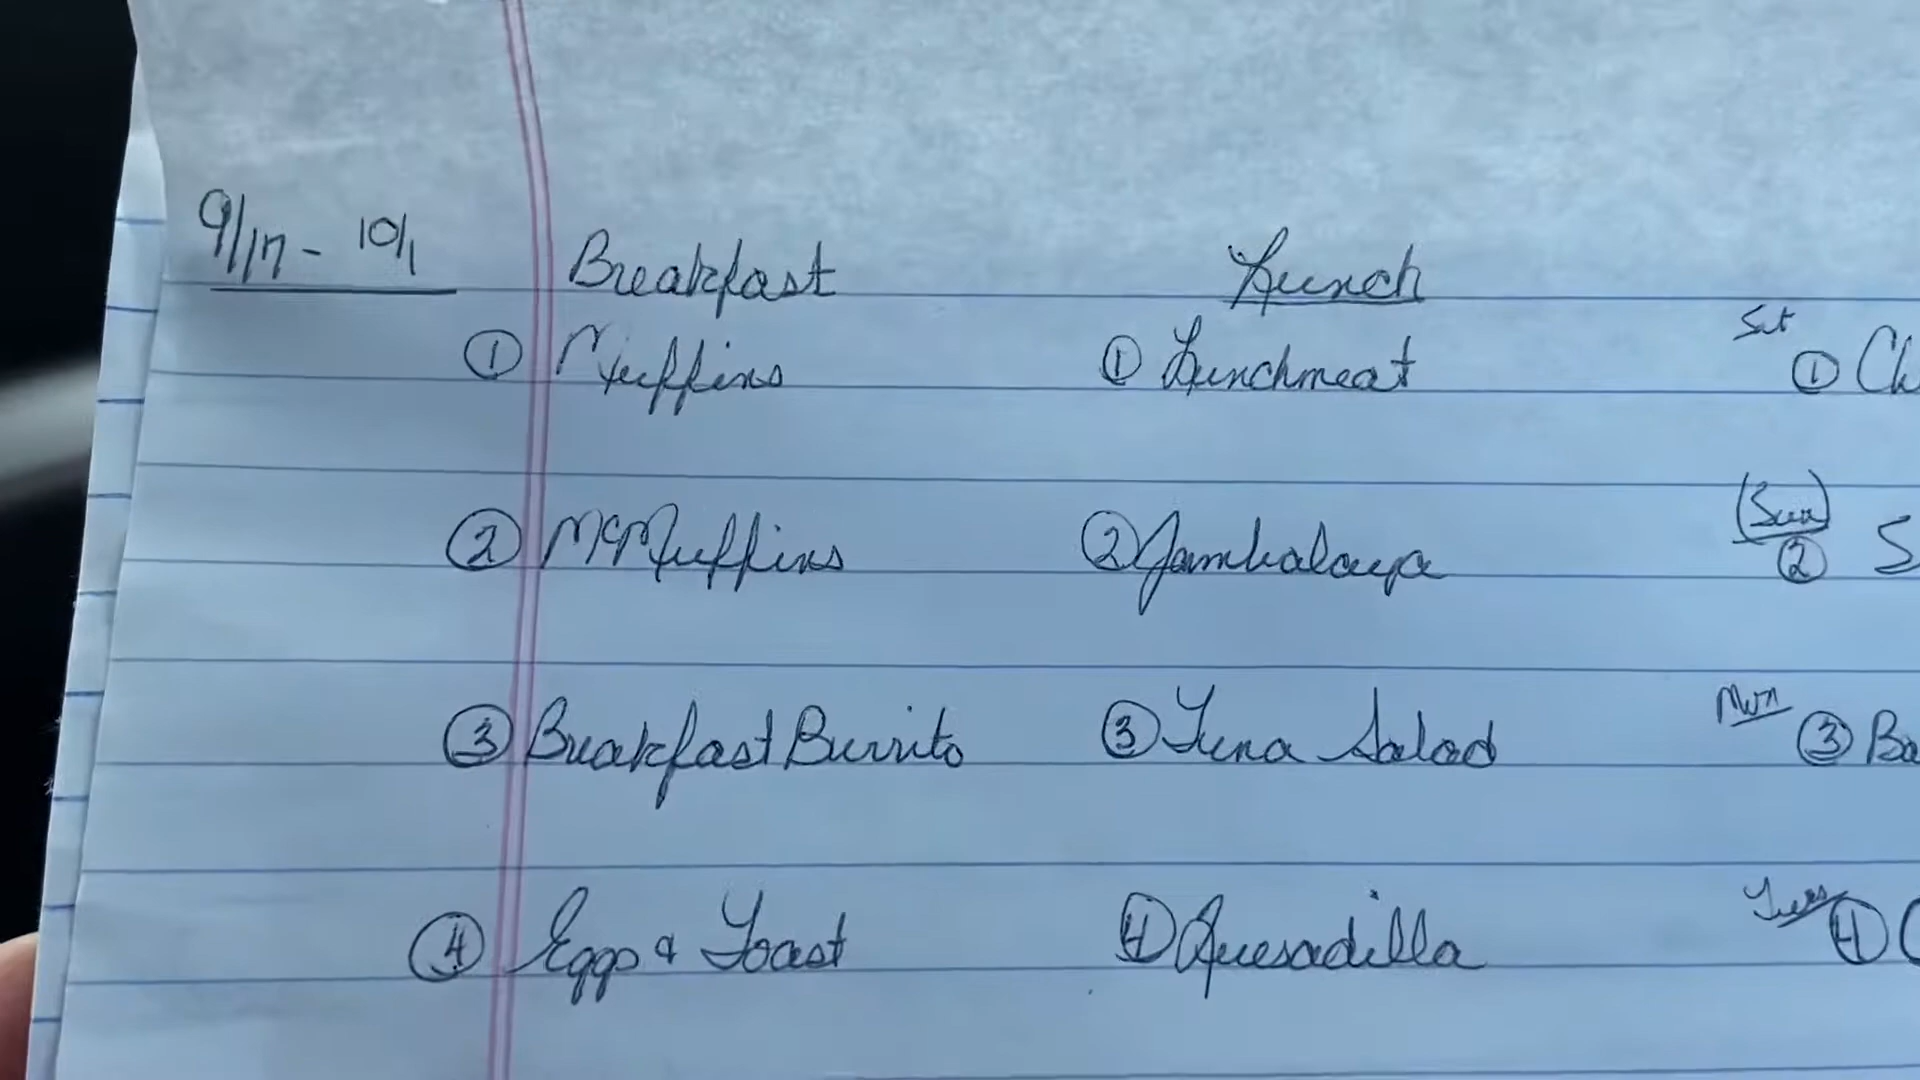 9/17 - 10/1 Breakfast Lunch
① Muffins ① Lunchmeat Sat ①
② McMuffins ② Jambalaya (Sun) ②
③ Breakfast Burrito ③ Tuna Salad Mon ③
④ Eggs & Toast ④ Quesadilla Tues ④